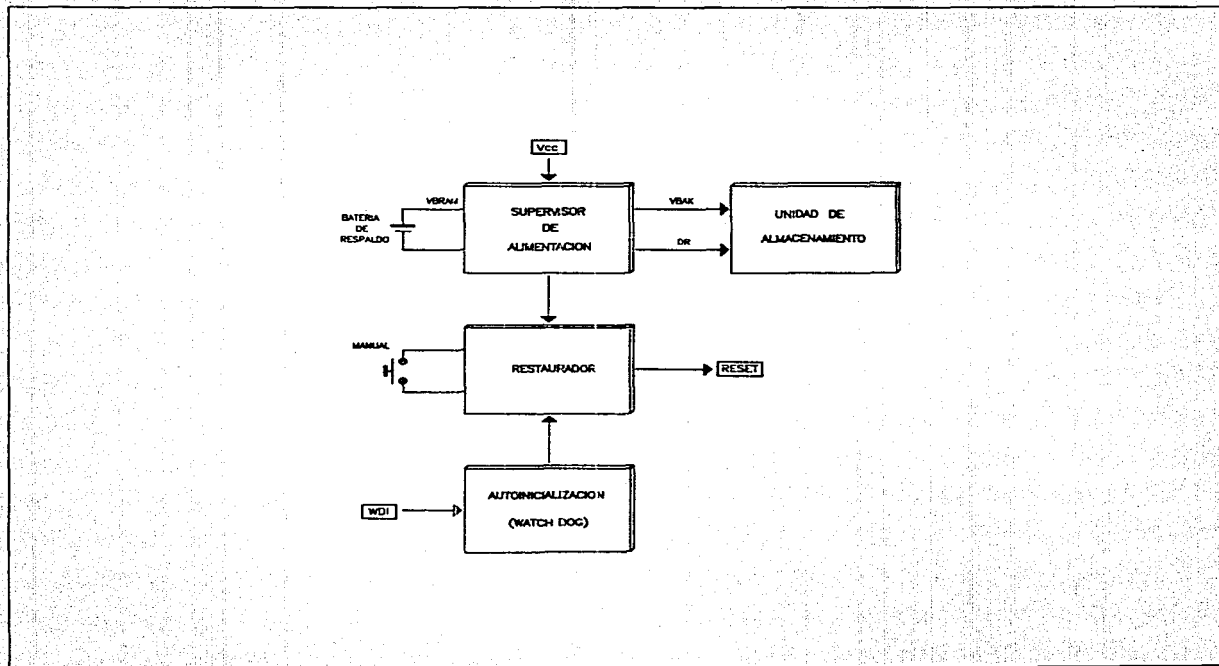 Vcc
VBRAM
BATERIA
DE
RESPALDO
SUPERVISOR
DE
ALIMENTACION
VBAK
DR
UNIDAD DE
ALMACENAMIENTO
MANUAL
RESTAURADOR
RESET
WDI
AUTOINICIALIZACION
(WATCH DOG)